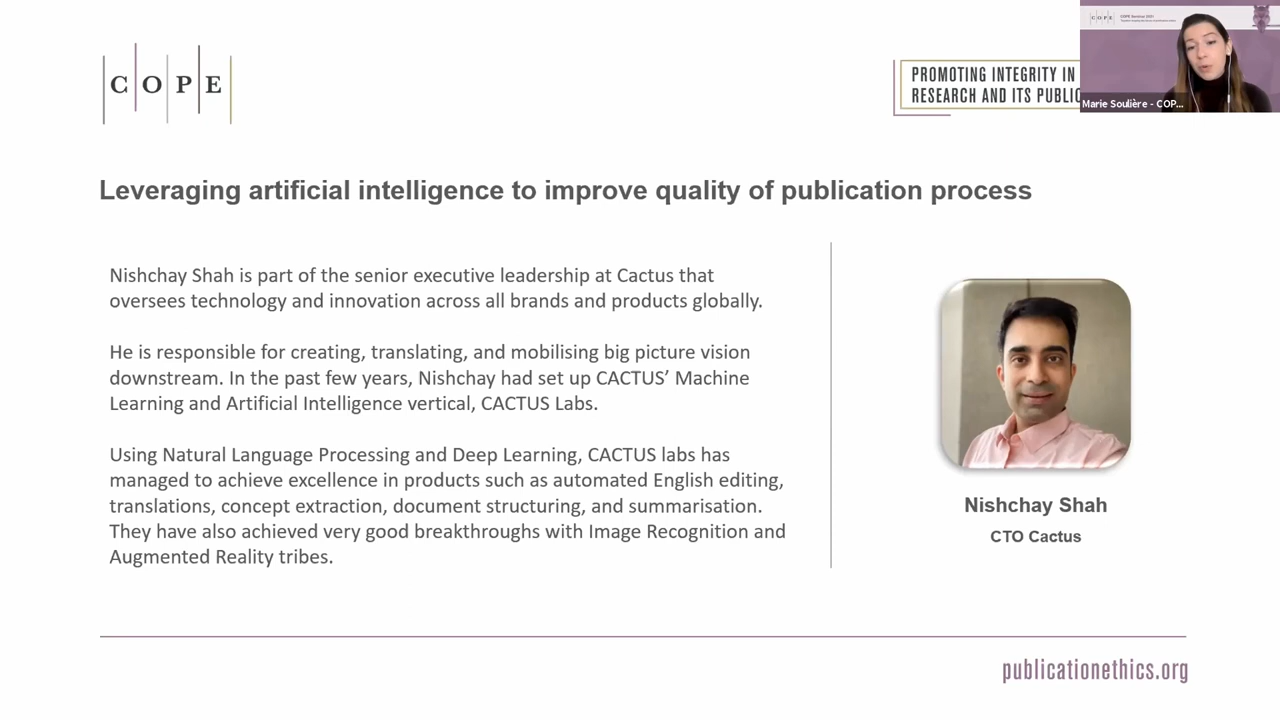 COPE
PROMOTING INTEGRITY IN
RESEARCH AND ITS
COPE
Marie Soulière - COP...
Leveraging artificial intelligence to improve quality of publication process
Nishchay Shah is part of the senior executive leadership at Cactus that
oversees technology and innovation across all brands and products globally.
He is responsible for creating, translating, and mobilising big picture vision
downstream. In the past few years, Nishchay had set up CACTUS’ Machine
Learning and Artificial Intelligence vertical, CACTUS Labs.
Using Natural Language Processing and Deep Learning, CACTUS labs has
managed to achieve excellence in products such as automated English editing,
translations, concept extraction, document structuring, and summarisation.
They have also achieved very good breakthroughs with Image Recognition and
Augmented Reality tribes.
Nishchay Shah
CTO Cactus
publicationethics.org